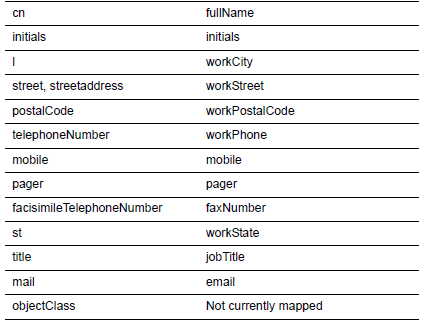 cn fullName
initials initials
l workCity
street, streetaddress workStreet
postalCode workPostalCode
telephoneNumber workPhone
mobile mobile
pager pager
facisimileTelephoneNumber faxNumber
st workState
title jobTitle
mail email
objectClass Not currently mapped